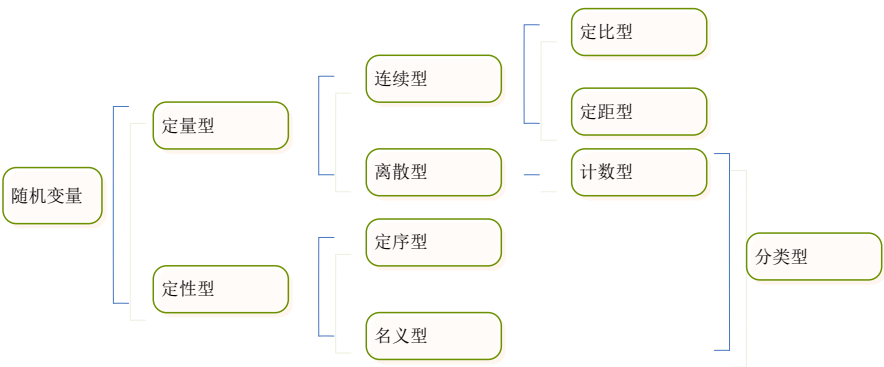 定比型
连续型
定距型
定量型
离散型
计数型
随机变量
定序型
分类型
定性型
名义型